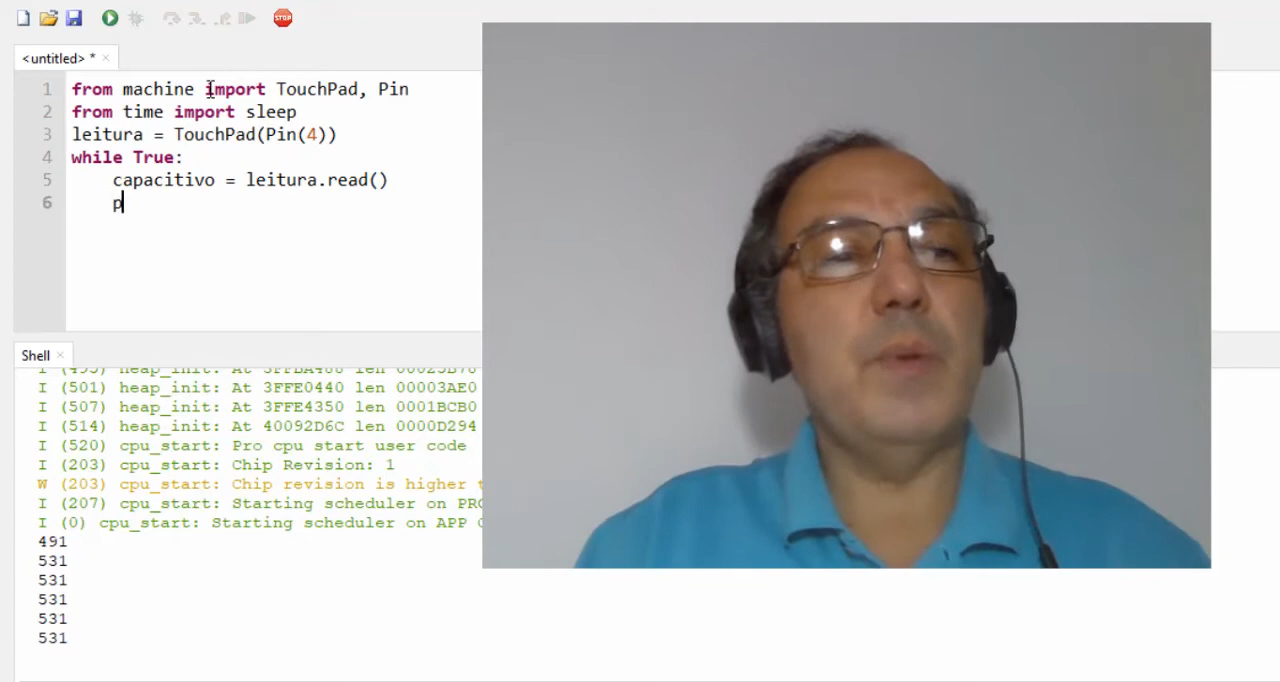 STOP
<untitled> *
1 from machine import TouchPad, Pin
2 from time import sleep
3 leitura = TouchPad(Pin(4))
4 while True:
5 capacitivo = leitura.read()
6 p
Shell
I (501) heap_init: At 3FFE0440 len 00003AE0
I (507) heap_init: At 3FFE4350 len 0001BCB0
I (514) heap_init: At 40092D6C len 0000D294
I (520) cpu_start: Pro cpu start user code
I (203) cpu_start: Chip Revision: 1
W (203) cpu_start: Chip revision is higher t
I (207) cpu_start: Starting scheduler on PRO
I (0) cpu_start: Starting scheduler on APP C
491
531
531
531
531
531